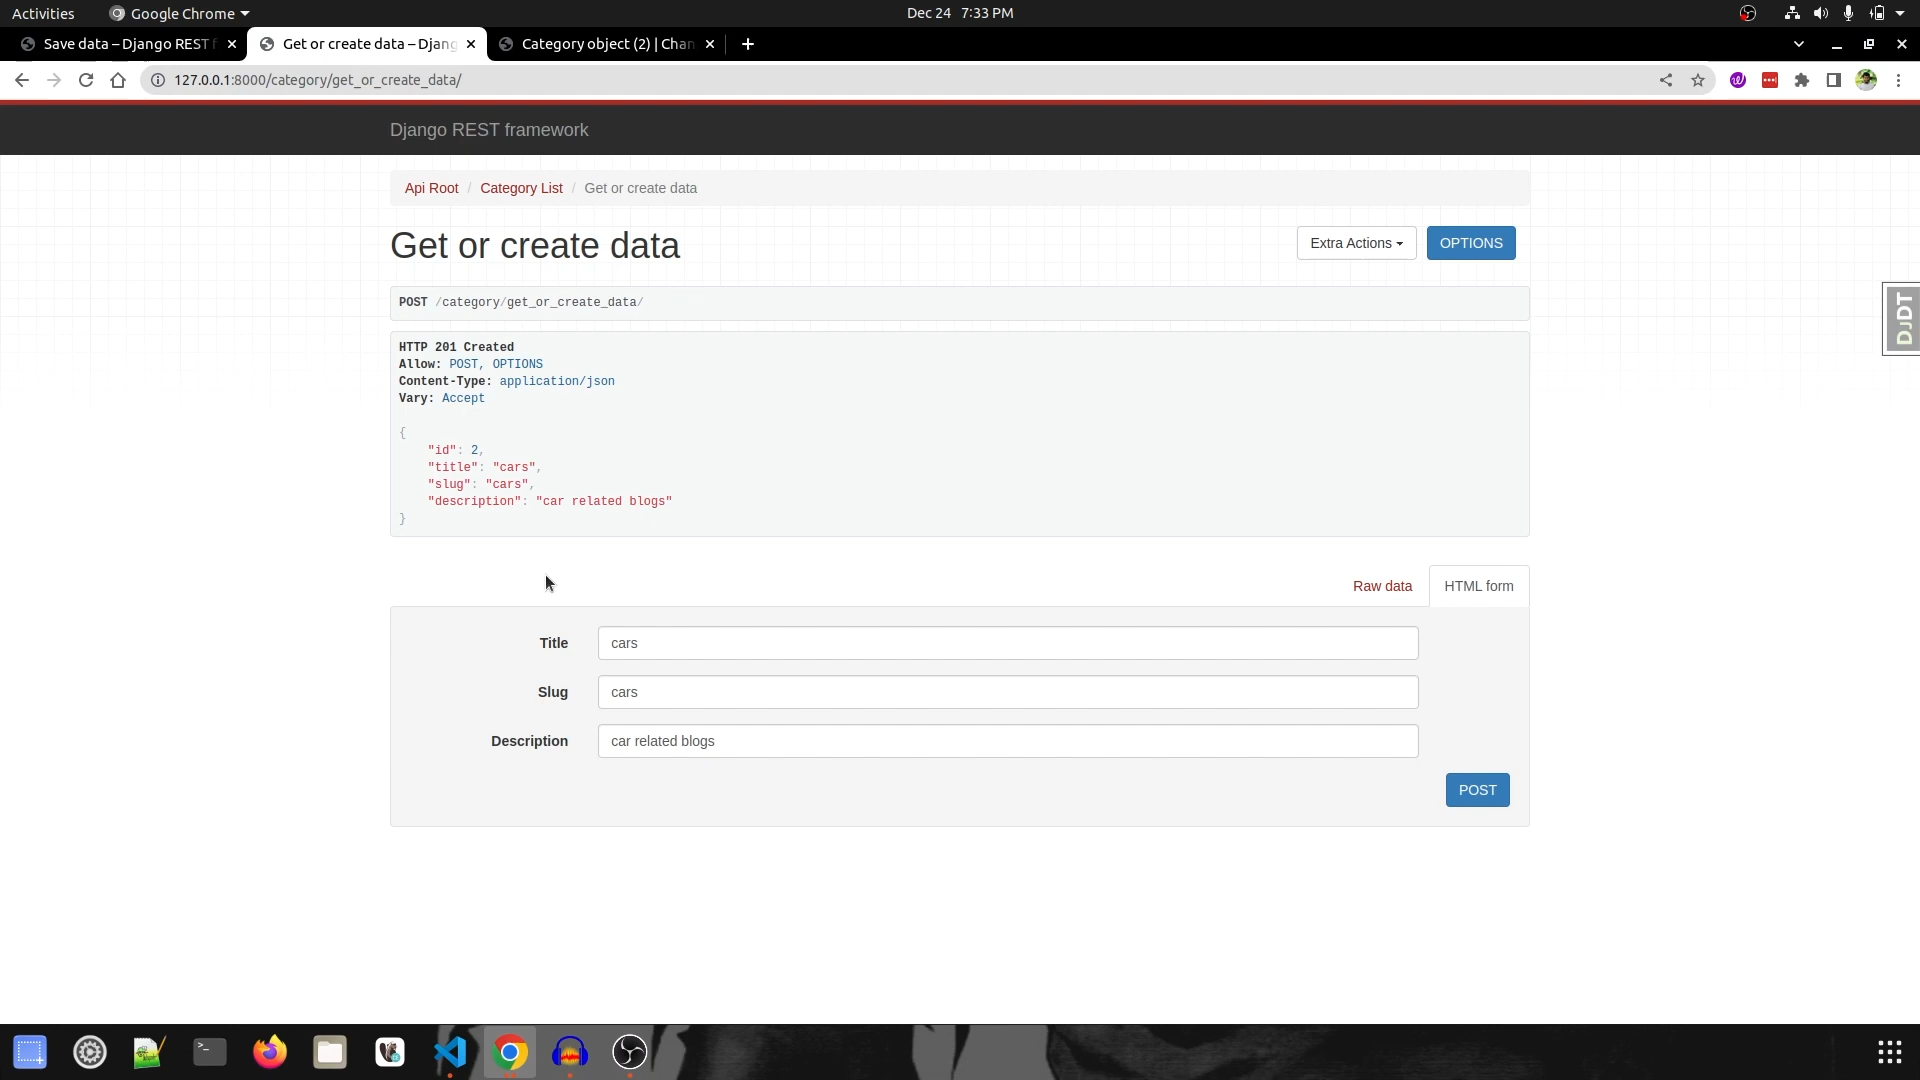 Activities
Google Chrome
Dec 24 7:33 PM
Save data – Django REST f
Get or create data – Djang
Category object (2) | Chan
127.0.0.1:8000/category/get_or_create_data/
Django REST framework
Api Root / Category List / Get or create data
Get or create data
Extra Actions
OPTIONS
POST /category/get_or_create_data/
DJDT
HTTP 201 Created
Allow: POST, OPTIONS
Content-Type: application/json
Vary: Accept
{
"id": 2,
"title": "cars",
"slug": "cars",
"description": "car related blogs"
}
Raw data
HTML form
Title
cars
Slug
cars
Description
car related blogs
POST